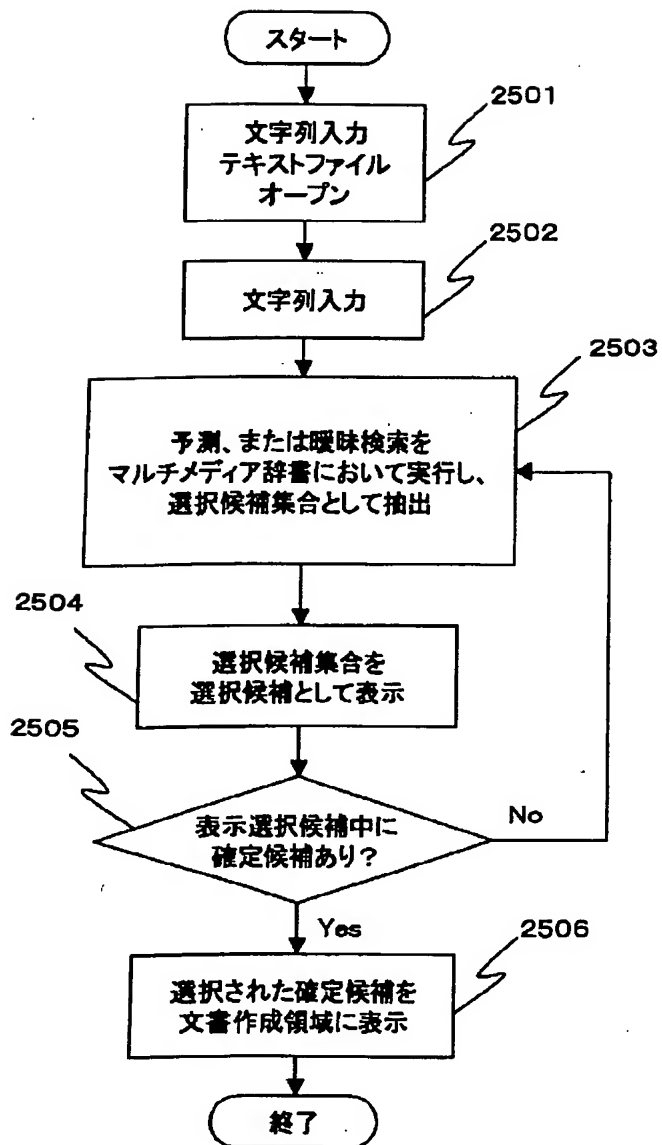 スタート
2501
文字列入力
テキストファイル
オープン
2502
文字列入力
2503
予測、または曖昧検索を
マルチメディア辞書において実行し、
選択候補集合として抽出
2504
選択候補集合を
選択候補として表示
2505
表示選択候補中に
確定候補あり?
No
Yes
2506
選択された確定候補を
文書作成領域に表示
終了